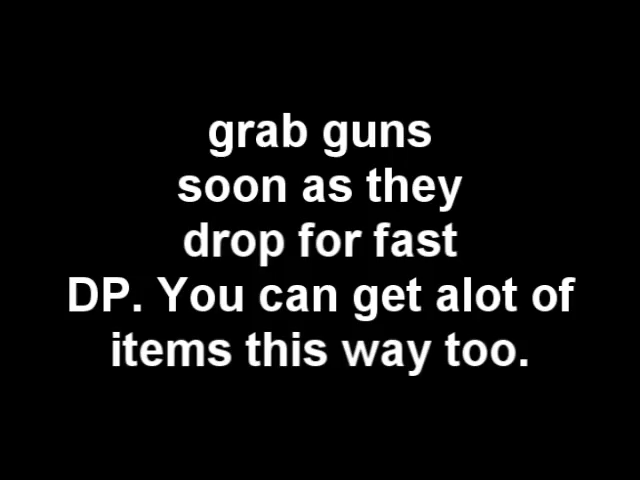 grab guns
soon as they
drop for fast
DP. You can get alot of
items this way too.